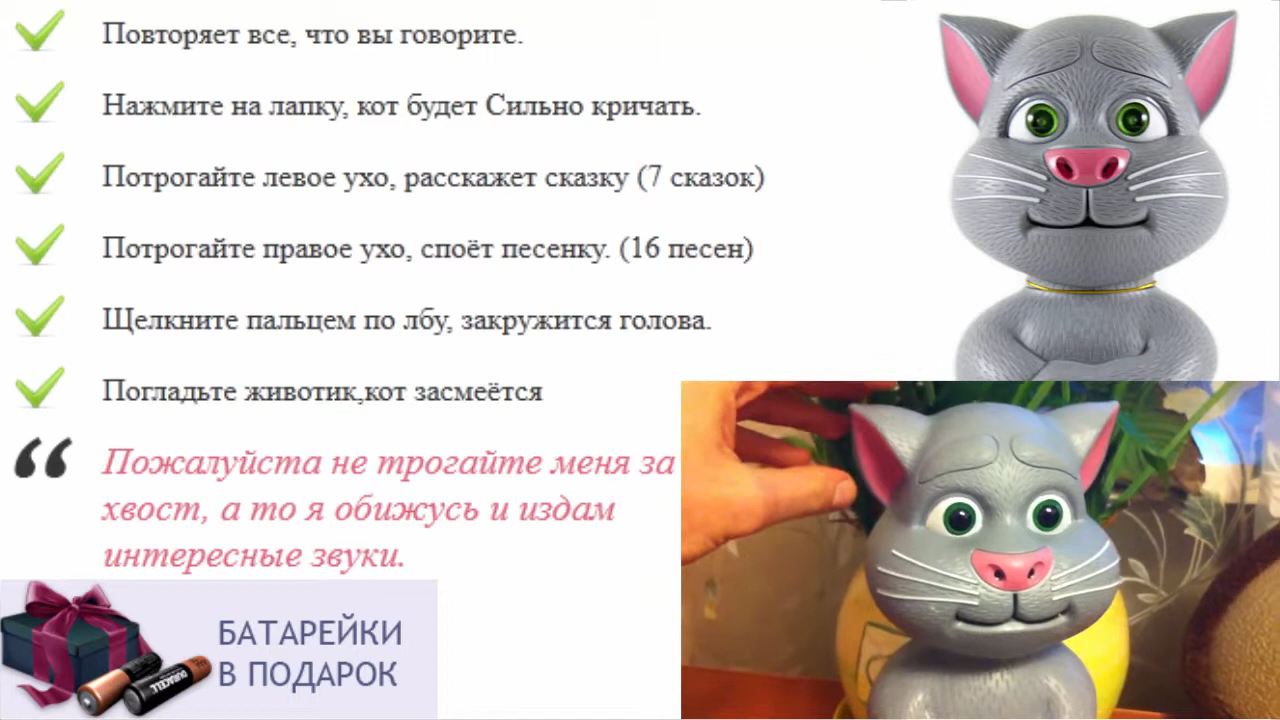 Повторяет все, что вы говорите.
Нажмите на лапку, кот будет Сильно кричать.
Потрогайте левое ухо, расскажет сказку (7 сказок)
Потрогайте правое ухо, споёт песенку. (16 песен)
Щелкните пальцем по лбу, закружится голова.
Погладьте животик,кот засмеётся
“ Пожалуйста не трогайте меня за
хвост, а то я обижусь и издам
интересные звуки.
БАТАРЕЙКИ
В ПОДАРОК
DURACELL